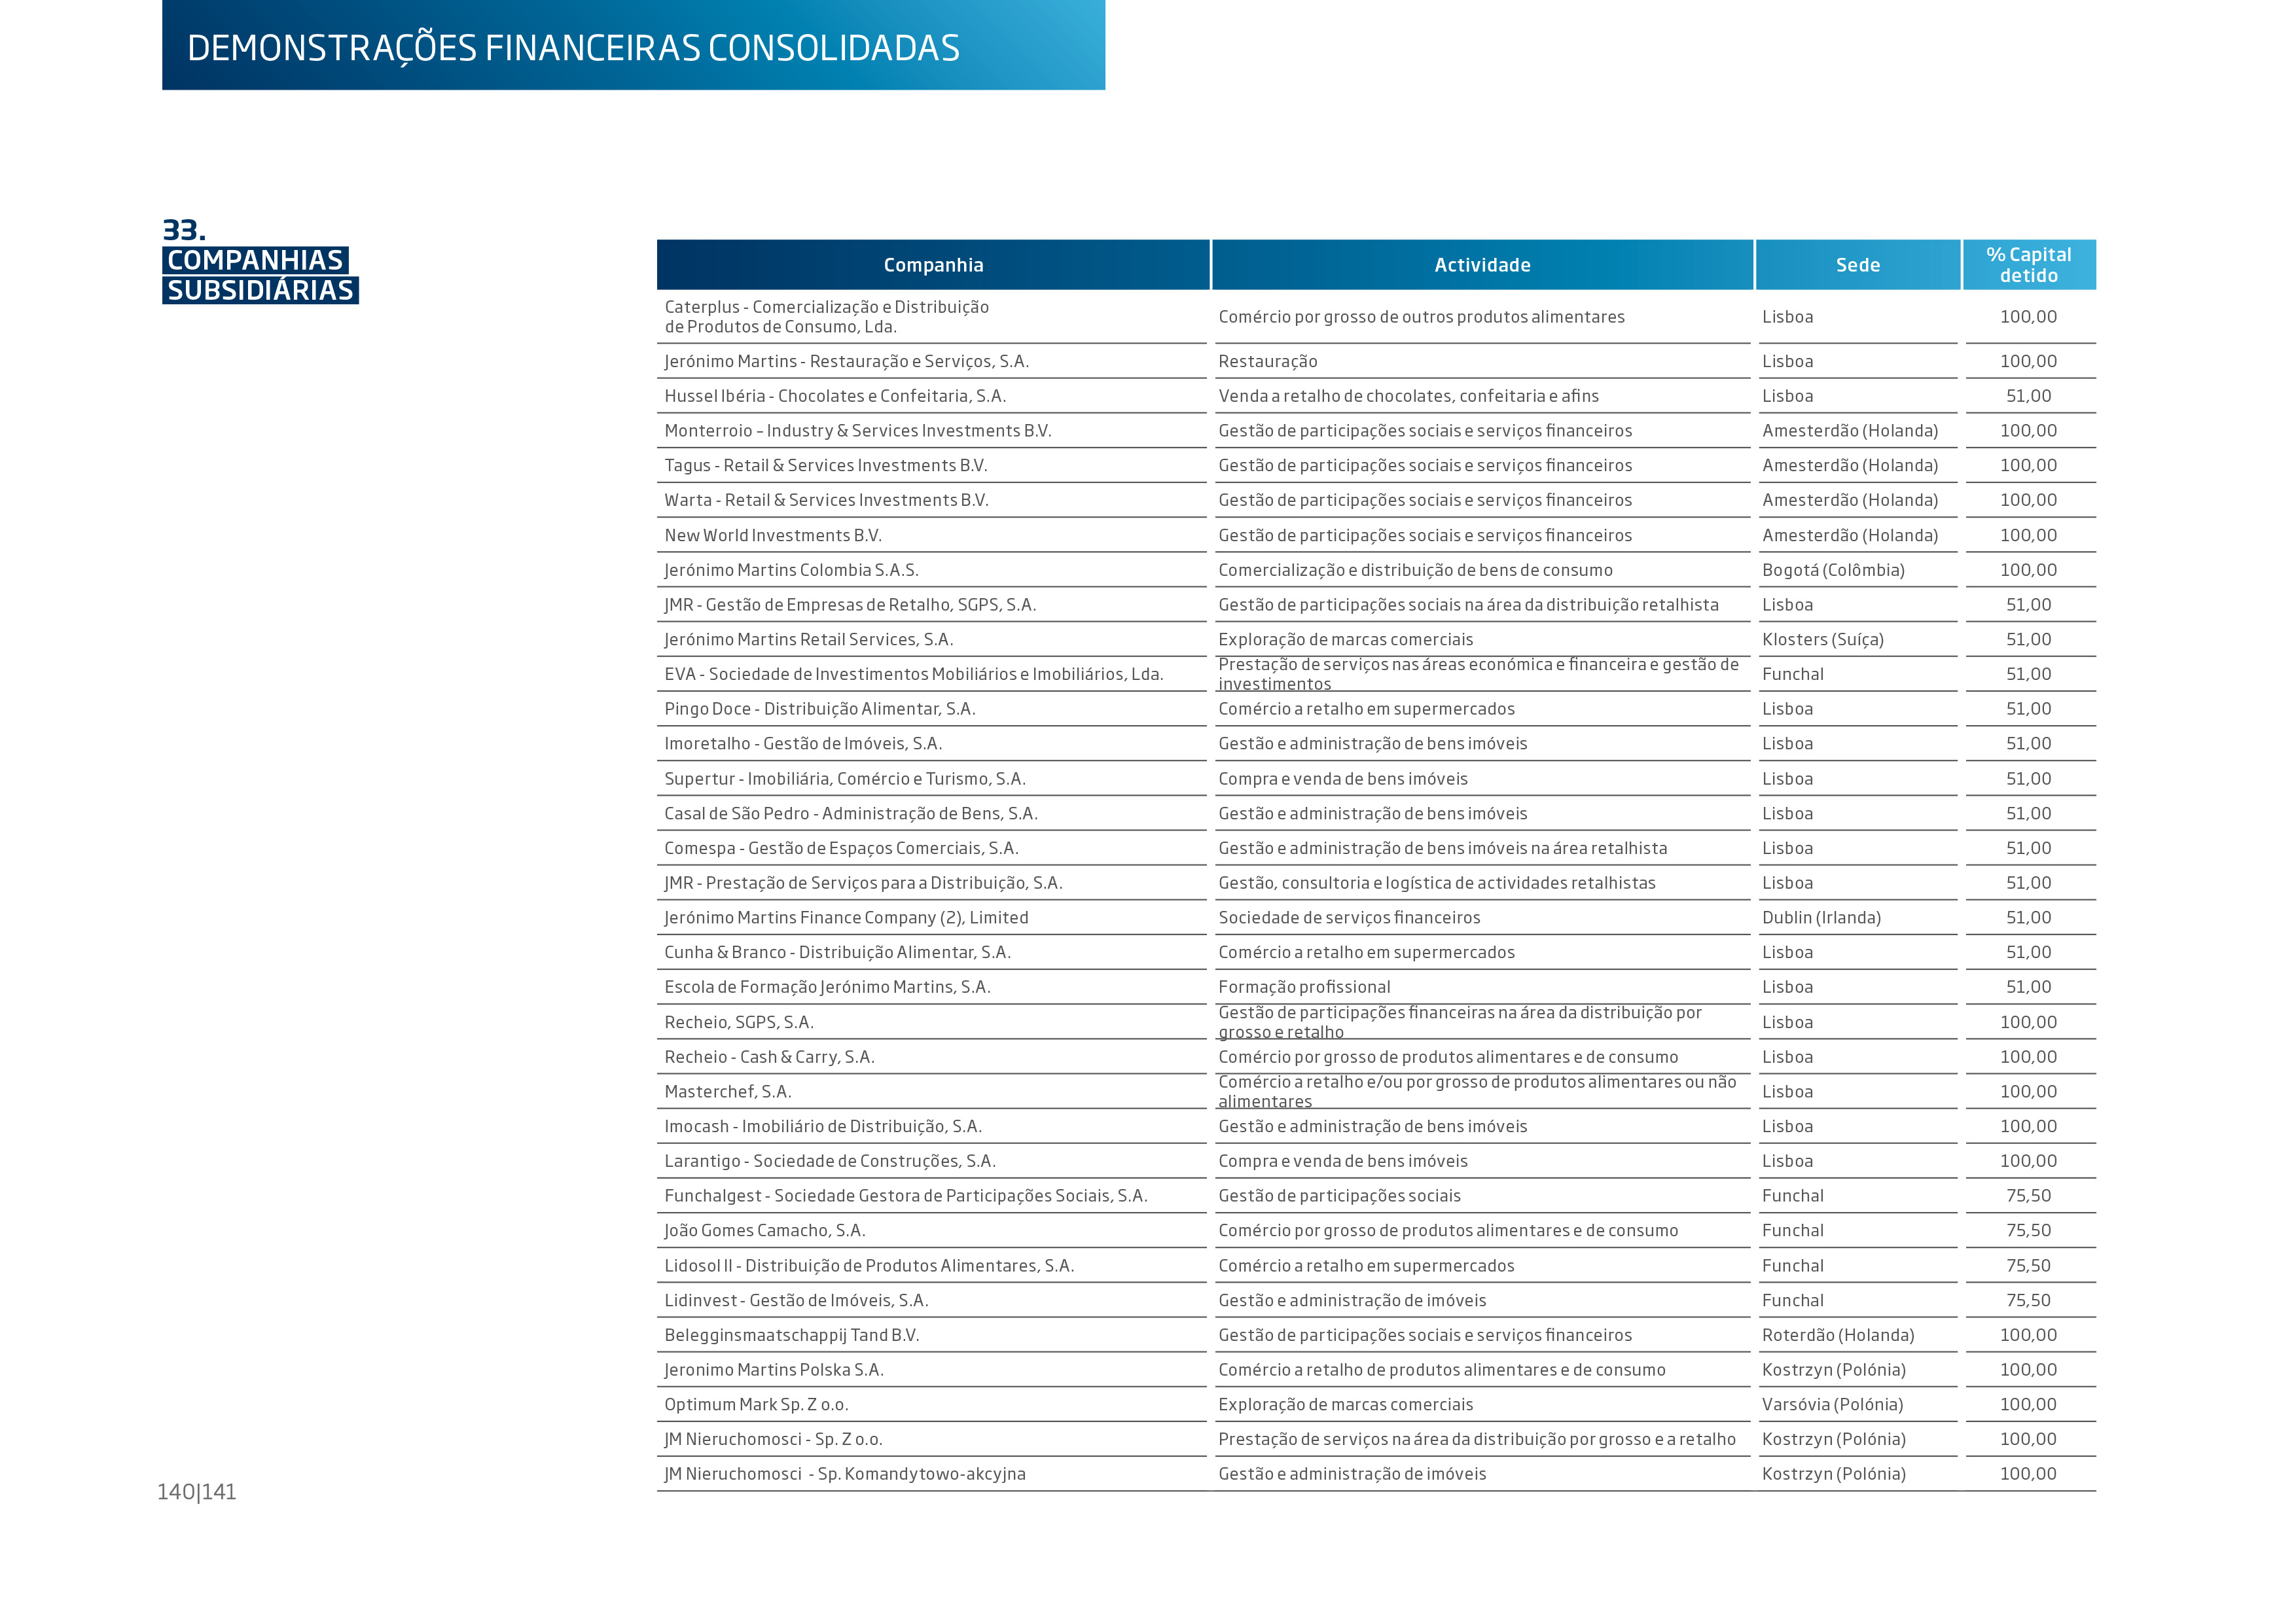 DEMONSTRAÇÕES FINANCEIRAS CONSOLIDADAS
33.
COMPANHIAS
SUBSIDIÁRIAS
Companhia Actividade Sede % Capital detido
Caterplus - Comercialização e Distribuição
de Produtos de Consumo, Lda. Comércio por grosso de outros produtos alimentares Lisboa 100,00
Jerónimo Martins - Restauração e Serviços, S.A. Restauração Lisboa 100,00
Hussel Ibéria - Chocolates e Confeitaria, S.A. Venda a retalho de chocolates, confeitaria e afins Lisboa 51,00
Monterroio – Industry & Services Investments B.V. Gestão de participações sociais e serviços financeiros Amesterdão (Holanda) 100,00
Tagus - Retail & Services Investments B.V. Gestão de participações sociais e serviços financeiros Amesterdão (Holanda) 100,00
Warta - Retail & Services Investments B.V. Gestão de participações sociais e serviços financeiros Amesterdão (Holanda) 100,00
New World Investments B.V. Gestão de participações sociais e serviços financeiros Amesterdão (Holanda) 100,00
Jerónimo Martins Colombia S.A.S. Comercialização e distribuição de bens de consumo Bogotá (Colômbia) 100,00
JMR - Gestão de Empresas de Retalho, SGPS, S.A. Gestão de participações sociais na área da distribuição retalhista Lisboa 51,00
Jerónimo Martins Retail Services, S.A. Exploração de marcas comerciais Klosters (Suíça) 51,00
EVA - Sociedade de Investimentos Mobiliários e Imobiliários, Lda. Prestação de serviços nas áreas económica e financeira e gestão de
investimentos Funchal 51,00
Pingo Doce - Distribuição Alimentar, S.A. Comércio a retalho em supermercados Lisboa 51,00
Imoretalho - Gestão de Imóveis, S.A. Gestão e administração de bens imóveis Lisboa 51,00
Supertur - Imobiliária, Comércio e Turismo, S.A. Compra e venda de bens imóveis Lisboa 51,00
Casal de São Pedro - Administração de Bens, S.A. Gestão e administração de bens imóveis Lisboa 51,00
Comespa - Gestão de Espaços Comerciais, S.A. Gestão e administração de bens imóveis na área retalhista Lisboa 51,00
JMR - Prestação de Serviços para a Distribuição, S.A. Gestão, consultoria e logística de actividades retalhistas Lisboa 51,00
Jerónimo Martins Finance Company (2), Limited Sociedade de serviços financeiros Dublin (Irlanda) 51,00
Cunha & Branco - Distribuição Alimentar, S.A. Comércio a retalho em supermercados Lisboa 51,00
Escola de Formação Jerónimo Martins, S.A. Formação profissional Lisboa 51,00
Recheio, SGPS, S.A. Gestão de participações financeiras na área da distribuição por
grosso e retalho Lisboa 100,00
Recheio - Cash & Carry, S.A. Comércio por grosso de produtos alimentares e de consumo Lisboa 100,00
Masterchef, S.A. Comércio a retalho e/ou por grosso de produtos alimentares ou não
alimentares Lisboa 100,00
Imocash - Imobiliário de Distribuição, S.A. Gestão e administração de bens imóveis Lisboa 100,00
Larantigo - Sociedade de Construções, S.A. Compra e venda de bens imóveis Lisboa 100,00
Funchalgest - Sociedade Gestora de Participações Sociais, S.A. Gestão de participações sociais Funchal 75,50
João Gomes Camacho, S.A. Comércio por grosso de produtos alimentares e de consumo Funchal 75,50
Lidosol II - Distribuição de Produtos Alimentares, S.A. Comércio a retalho em supermercados Funchal 75,50
Lidinvest - Gestão de Imóveis, S.A. Gestão e administração de imóveis Funchal 75,50
Belegginsmaatschappij Tand B.V. Gestão de participações sociais e serviços financeiros Roterdão (Holanda) 100,00
Jeronimo Martins Polska S.A. Comércio a retalho de produtos alimentares e de consumo Kostrzyn (Polónia) 100,00
Optimum Mark Sp. Z o.o. Exploração de marcas comerciais Varsóvia (Polónia) 100,00
JM Nieruchomosci - Sp. Z o.o. Prestação de serviços na área da distribuição por grosso e a retalho Kostrzyn (Polónia) 100,00
JM Nieruchomosci - Sp. Komandytowo-akcyjna Gestão e administração de imóveis Kostrzyn (Polónia) 100,00
140|141